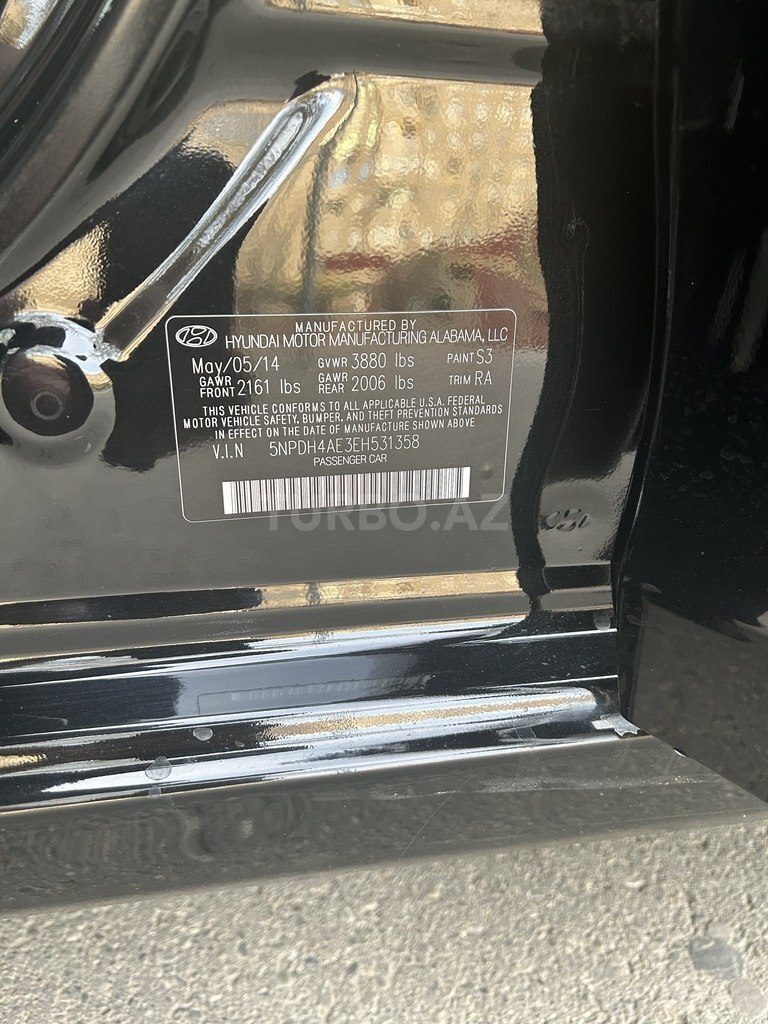 MANUFACTURED BY
HYUNDAI MOTOR MANUFACTURING ALABAMA, LLC
May/05/14 GVWR 3880 lbs PAINT S3
GAWR FRONT 2161 lbs GAWR REAR 2006 lbs TRIM RA
THIS VEHICLE CONFORMS TO ALL APPLICABLE U.S.A. FEDERAL
MOTOR VEHICLE SAFETY, BUMPER, AND THEFT PREVENTION STANDARDS
IN EFFECT ON THE DATE OF MANUFACTURE SHOWN ABOVE
V.I.N 5NPDH4AE3EH531358
PASSENGER CAR
TURBO.AZ